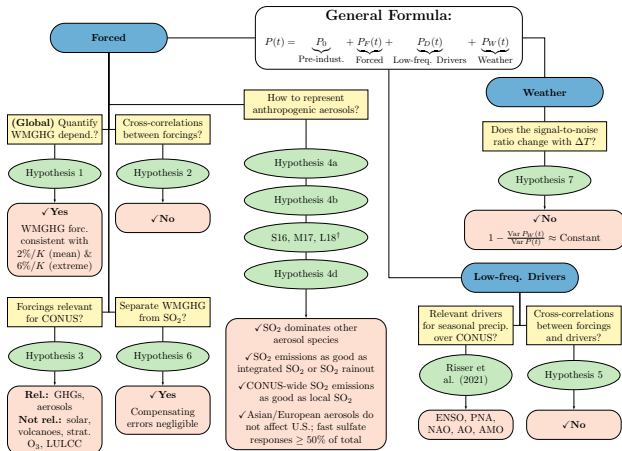 General Formula:
P(t) = P_0 + P_F(t) + P_D(t) + P_W(t)
Pre-indust. Forced Low-freq. Drivers Weather
Forced
(Global) Quantify
WMGHG depend.?
Hypothesis 1
✓Yes
WMGHG forc.
consistent with
2%/K (mean) &
6%/K (extreme)
Cross-correlations
between forcings?
Hypothesis 2
✓No
How to represent
anthropogenic aerosols?
Hypothesis 4a
Hypothesis 4b
S16, M17, L18†
Hypothesis 4d
✓SO₂ dominates other
aerosol species
✓SO₂ emissions as good as
integrated SO₂ or SO₂ rainout
✓CONUS-wide SO₂ emissions
as good as local SO₂
✓Asian/European aerosols do
not affect U.S.; fast sulfate
responses ≥ 50% of total
Forcings relevant
for CONUS?
Hypothesis 3
Rel.: GHGs,
aerosols
Not rel.: solar,
volcanoes, strat.
O₃, LULCC
Separate WMGHG
from SO₂?
Hypothesis 6
✓Yes
Compensating
errors negligible
Weather
Does the signal-to-noise
ratio change with ΔT?
Hypothesis 7
✓No
1 − Var P_W(t) / Var P(t) ≈ Constant
Low-freq. Drivers
Relevant drivers
for seasonal precip.
over CONUS?
Risser et
al. (2021)
ENSO, PNA,
NAO, AO, AMO
Cross-correlations
between forcings
and drivers?
Hypothesis 5
✓No